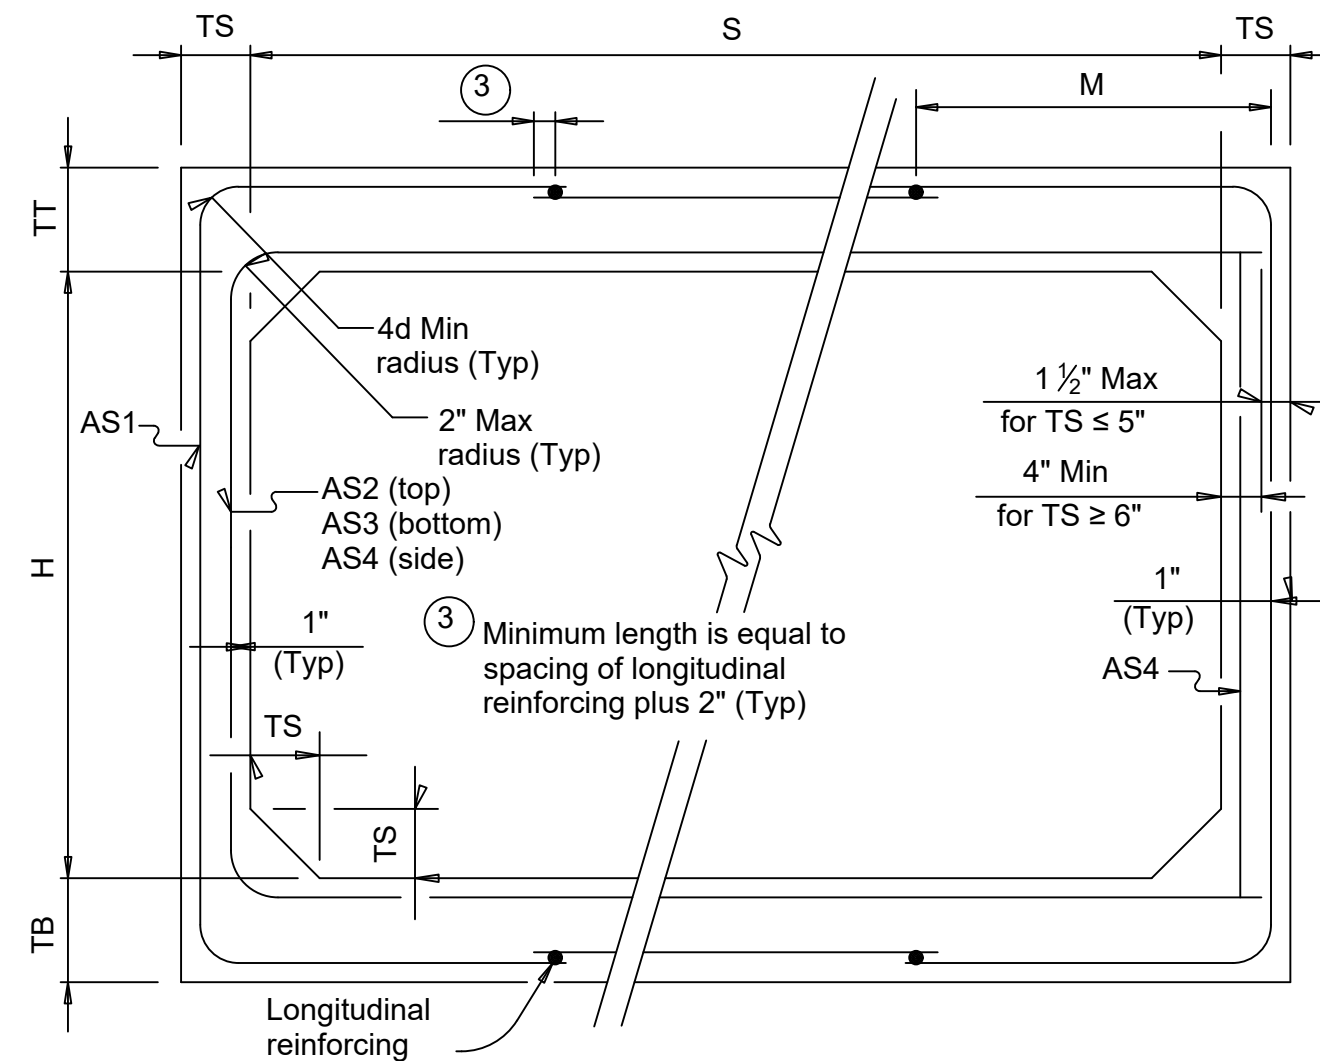 TS
S
TS
3
M
TT
4d Min
radius (Typ)
1 ½" Max
for TS ≤ 5"
AS1
2" Max
radius (Typ)
4" Min
for TS ≥ 6"
AS2 (top)
AS3 (bottom)
AS4 (side)
H
1"
(Typ)
3
Minimum length is equal to
spacing of longitudinal
reinforcing plus 2" (Typ)
1"
(Typ)
AS4
TS
TS
TB
Longitudinal
reinforcing